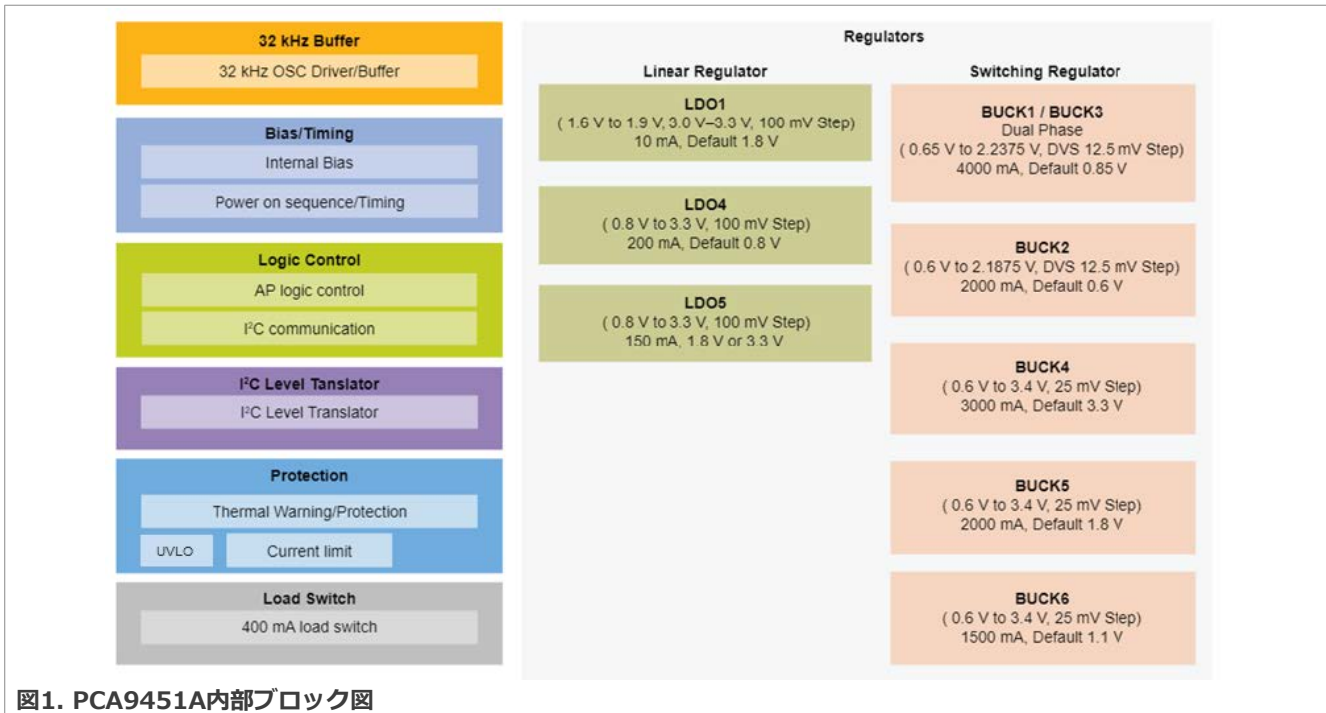 32 kHz Buffer
32 kHz OSC Driver/Buffer
Bias/Timing
Internal Bias
Power on sequence/Timing
Logic Control
AP logic control
I²C communication
I²C Level Tanslator
I²C Level Translator
Protection
Thermal Warning/Protection
UVLO
Current limit
Load Switch
400 mA load switch
Regulators
Linear Regulator
LDO1
( 1.6 V to 1.9 V, 3.0 V–3.3 V, 100 mV Step)
10 mA, Default 1.8 V
LDO4
( 0.8 V to 3.3 V, 100 mV Step)
200 mA, Default 0.8 V
LDO5
( 0.8 V to 3.3 V, 100 mV Step)
150 mA, 1.8 V or 3.3 V
Switching Regulator
BUCK1 / BUCK3
Dual Phase
( 0.65 V to 2.2375 V, DVS 12.5 mV Step)
4000 mA, Default 0.85 V
BUCK2
( 0.6 V to 2.1875 V, DVS 12.5 mV Step)
2000 mA, Default 0.6 V
BUCK4
( 0.6 V to 3.4 V, 25 mV Step)
3000 mA, Default 3.3 V
BUCK5
( 0.6 V to 3.4 V, 25 mV Step)
2000 mA, Default 1.8 V
BUCK6
( 0.6 V to 3.4 V, 25 mV Step)
1500 mA, Default 1.1 V
図1. PCA9451A内部ブロック図